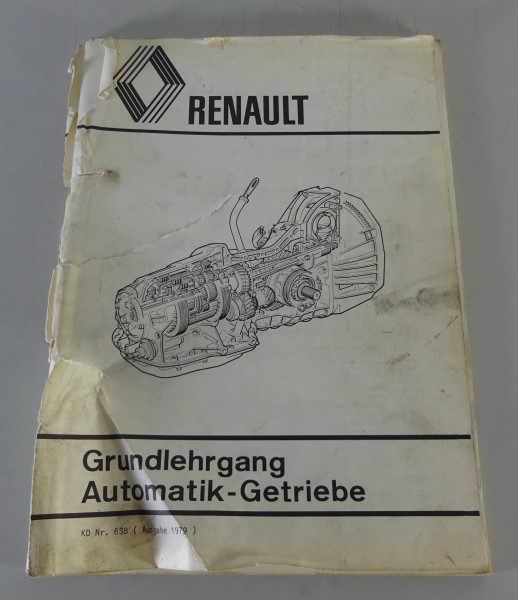 RENAULT
Grundlehrgang
Automatik-Getriebe
KD Nr. 638 ( Ausgabe 1979 )